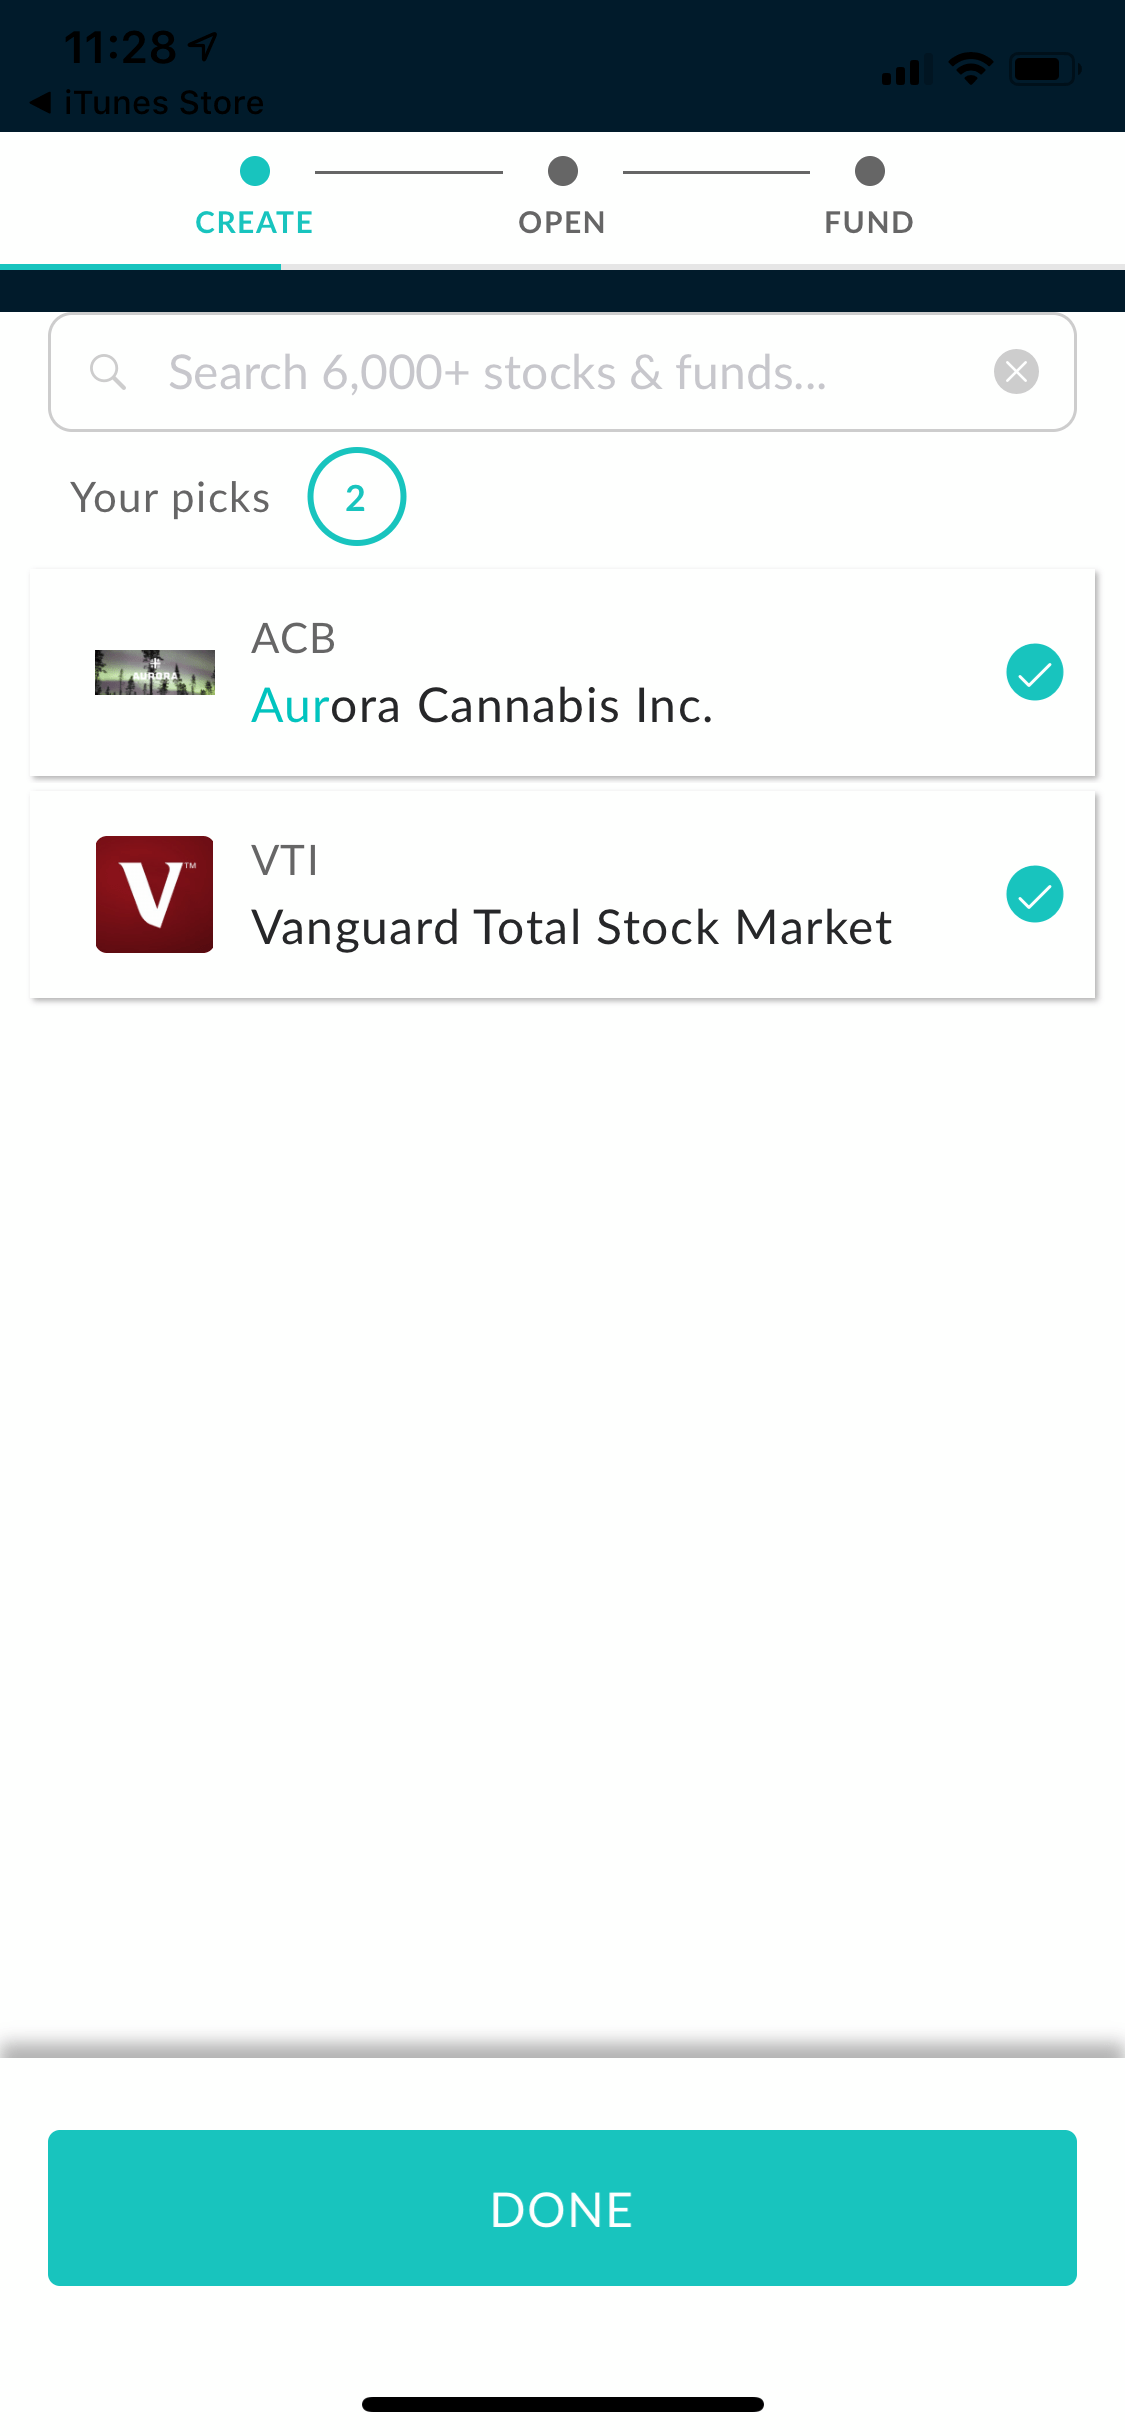 11:28
◀ iTunes Store
CREATE
OPEN
FUND
Search 6,000+ stocks & funds...
Your picks 2
AURORA
ACB
Aurora Cannabis Inc.
V™
VTI
Vanguard Total Stock Market
DONE